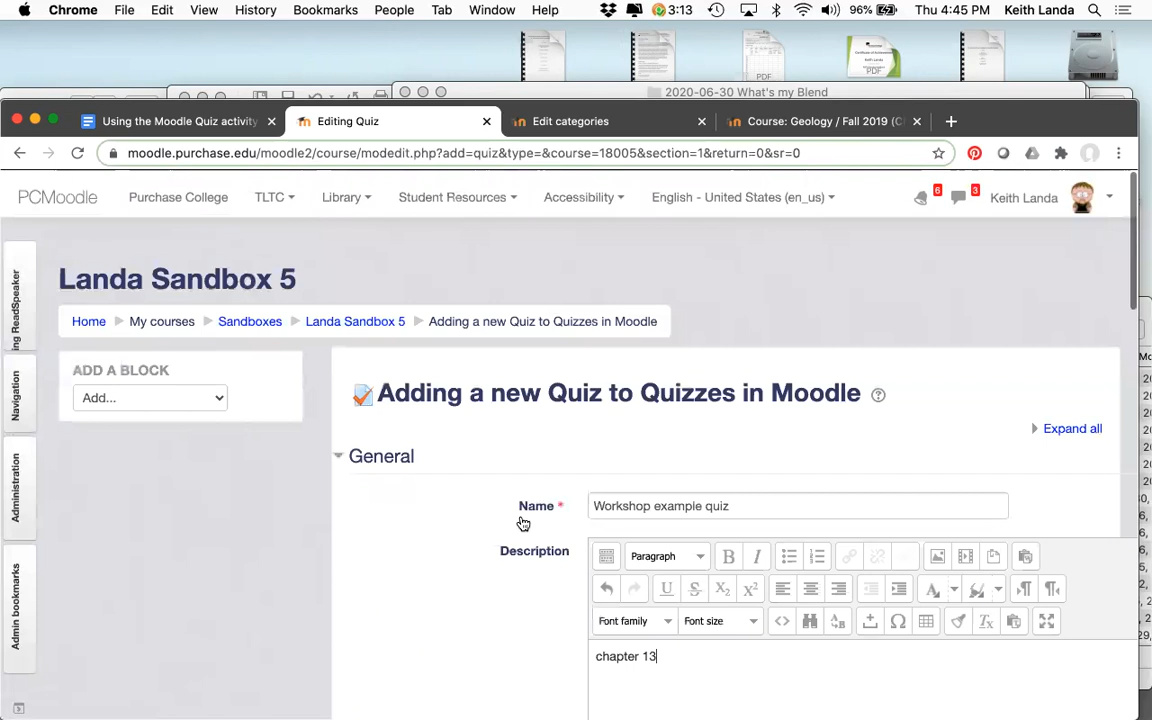 Chrome File Edit View History Bookmarks People Tab Window Help 3:13 96% Thu 4:45 PM Keith Landa
PDF
PDF
2020-06-30 What's my Blend
Using the Moodle Quiz activity Editing Quiz Edit categories Course: Geology / Fall 2019 (C
moodle.purchase.edu/moodle2/course/modedit.php?add=quiz&type=&course=18005&section=1&return=0&sr=0
PCMoodle Purchase College TLTC Library Student Resources Accessibility English - United States (en_us) 6 3 Keith Landa
ng ReadSpeaker
Navigation
Administration
Admin bookmarks
Landa Sandbox 5
Home My courses Sandboxes Landa Sandbox 5 Adding a new Quiz to Quizzes in Moodle
ADD A BLOCK
Add...
Adding a new Quiz to Quizzes in Moodle
Expand all
General
Name * Workshop example quiz
Description
Paragraph
Font family Font size
chapter 13